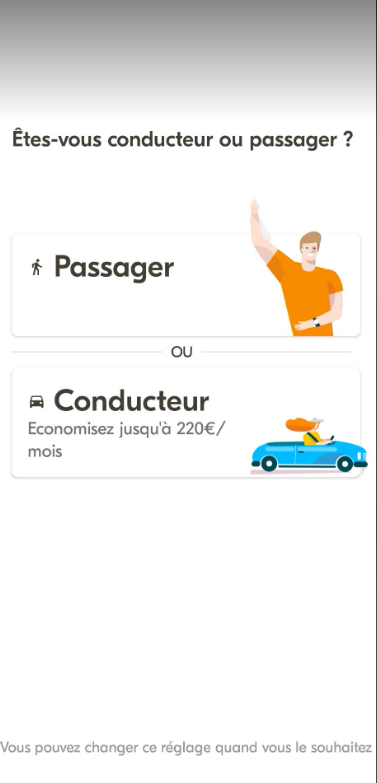 Êtes-vous conducteur ou passager ?
Passager
OU
Conducteur
Economisez jusqu'à 220€/
mois
Vous pouvez changer ce réglage quand vous le souhaitez